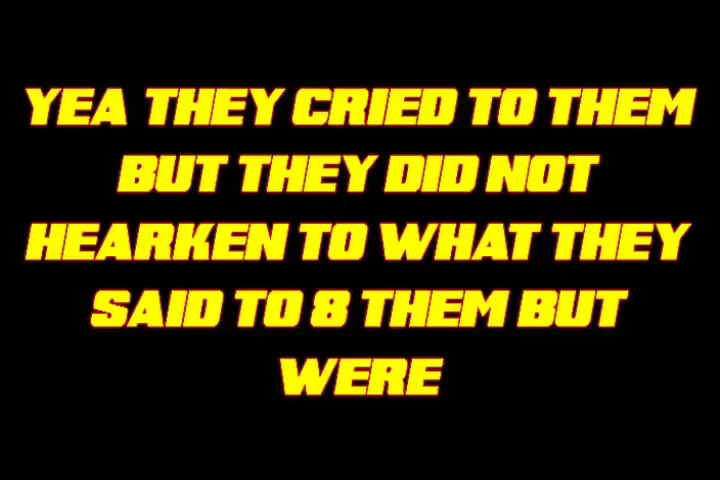 YEA THEY CRIED TO THEM
BUT THEY DID NOT
HEARKEN TO WHAT THEY
SAID TO 8 THEM BUT
WERE